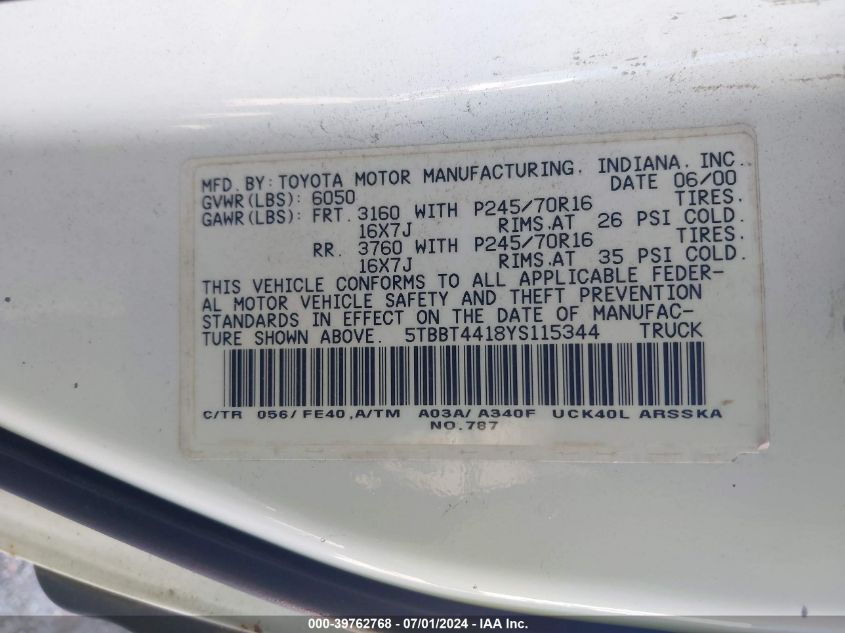 MFD. BY: TOYOTA MOTOR MANUFACTURING, INDIANA, INC.
DATE 06/00
GVWR(LBS): 6050
GAWR(LBS): FRT. 3160 WITH P245/70R16 TIRES.
16X7J RIMS.AT 26 PSI COLD.
RR. 3760 WITH P245/70R16 TIRES.
16X7J RIMS.AT 35 PSI COLD.
THIS VEHICLE CONFORMS TO ALL APPLICABLE FEDER-
AL MOTOR VEHICLE SAFETY AND THEFT PREVENTION
STANDARDS IN EFFECT ON THE DATE OF MANUFAC-
TURE SHOWN ABOVE. 5TBBT4418YS115344 TRUCK
C/TR 056/FE40 ,A/TM A03A/A340F UCK40L ARSSKA
NO.787
000-39762768 - 07/01/2024 - IAA Inc.